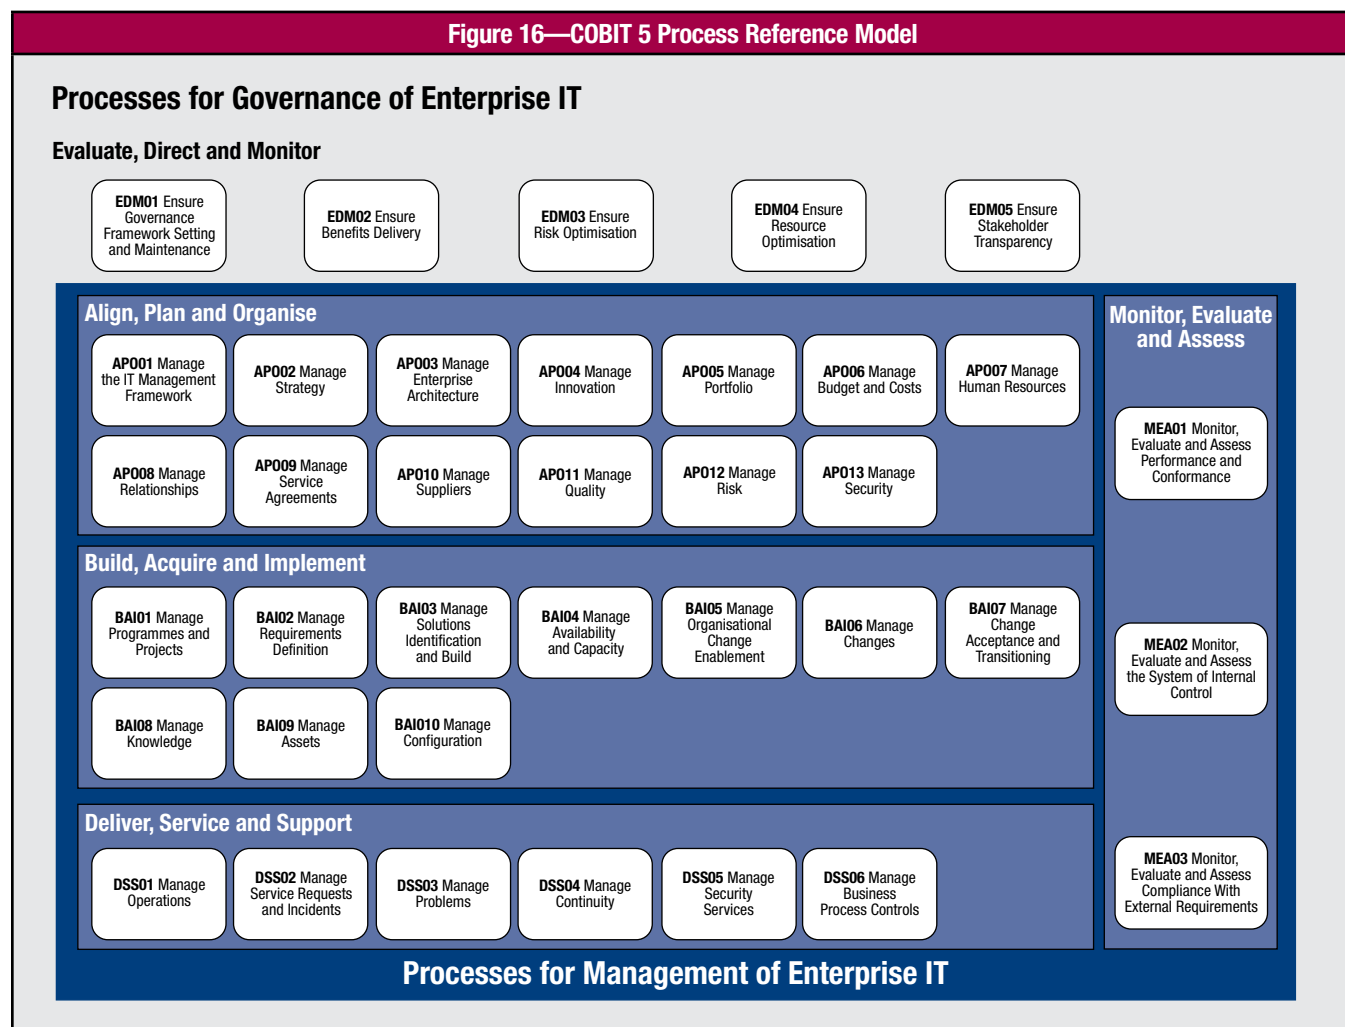 Figure 16—COBIT 5 Process Reference Model
Processes for Governance of Enterprise IT
Evaluate, Direct and Monitor
EDM01 Ensure
Governance
Framework Setting
and Maintenance
EDM02 Ensure
Benefits Delivery
EDM03 Ensure
Risk Optimisation
EDM04 Ensure
Resource
Optimisation
EDM05 Ensure
Stakeholder
Transparency
Align, Plan and Organise
APO01 Manage
the IT Management
Framework
APO02 Manage
Strategy
APO03 Manage
Enterprise
Architecture
APO04 Manage
Innovation
APO05 Manage
Portfolio
APO06 Manage
Budget and Costs
APO07 Manage
Human Resources
APO08 Manage
Relationships
APO09 Manage
Service
Agreements
APO10 Manage
Suppliers
APO11 Manage
Quality
APO12 Manage
Risk
APO13 Manage
Security
Build, Acquire and Implement
BAI01 Manage
Programmes and
Projects
BAI02 Manage
Requirements
Definition
BAI03 Manage
Solutions
Identification
and Build
BAI04 Manage
Availability
and Capacity
BAI05 Manage
Organisational
Change
Enablement
BAI06 Manage
Changes
BAI07 Manage
Change
Acceptance and
Transitioning
BAI08 Manage
Knowledge
BAI09 Manage
Assets
BAI010 Manage
Configuration
Deliver, Service and Support
DSS01 Manage
Operations
DSS02 Manage
Service Requests
and Incidents
DSS03 Manage
Problems
DSS04 Manage
Continuity
DSS05 Manage
Security
Services
DSS06 Manage
Business
Process Controls
Monitor, Evaluate
and Assess
MEA01 Monitor,
Evaluate and Assess
Performance and
Conformance
MEA02 Monitor,
Evaluate and Assess
the System of Internal
Control
MEA03 Monitor,
Evaluate and Assess
Compliance With
External Requirements
Processes for Management of Enterprise IT